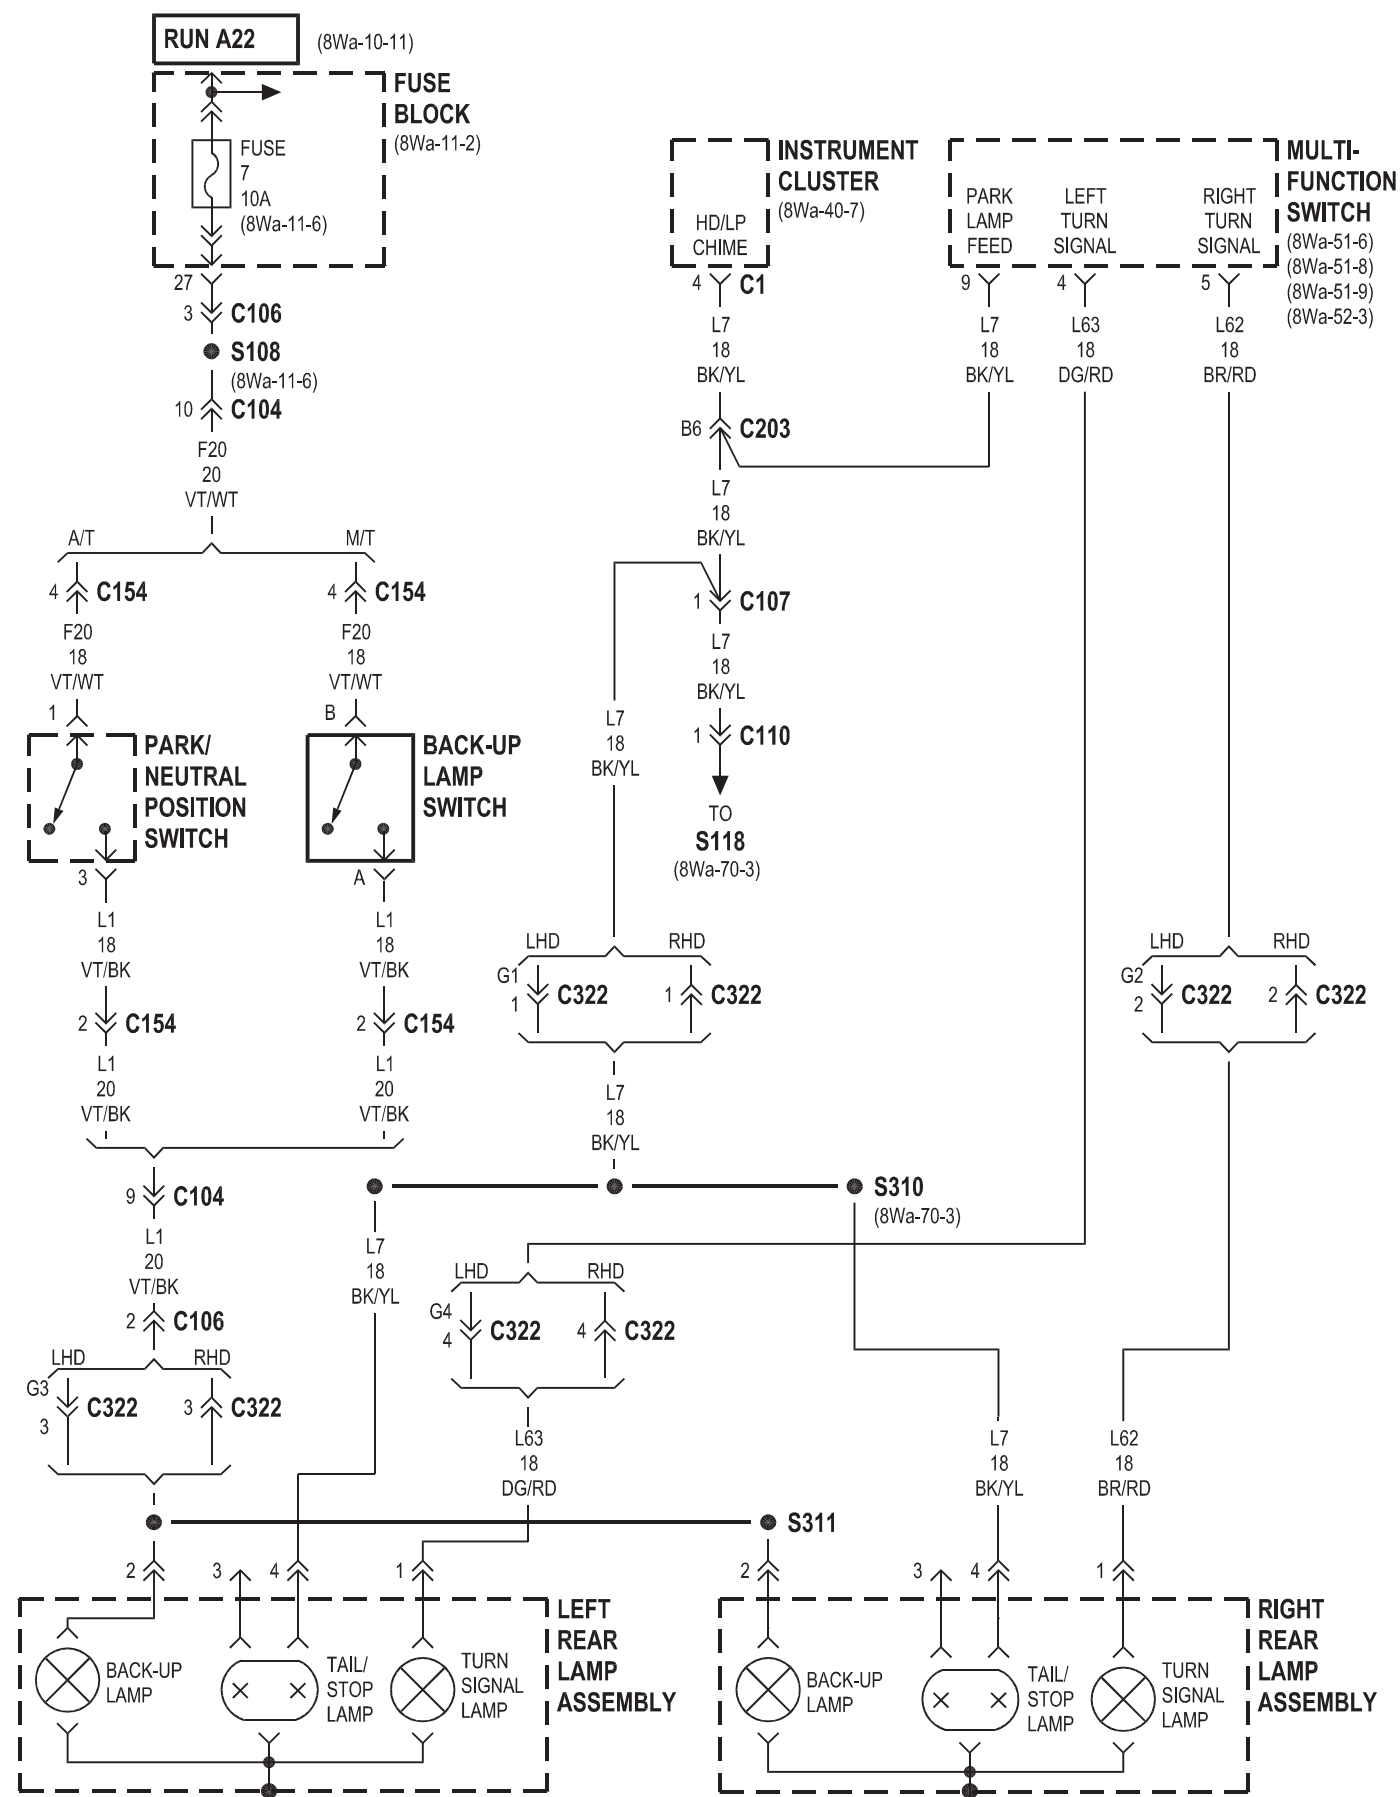 RUN A22
(8Wa-10-11)
FUSE
BLOCK
(8Wa-11-2)
FUSE
7
10A
(8Wa-11-6)
27
3
C106
S108
(8Wa-11-6)
10
C104
F20
20
VT/WT
A/T
M/T
4
C154
4
C154
F20
18
VT/WT
F20
18
VT/WT
1
B
PARK/
NEUTRAL
POSITION
SWITCH
BACK-UP
LAMP
SWITCH
3
A
L1
18
VT/BK
L1
18
VT/BK
2
C154
2
C154
L1
20
VT/BK
L1
20
VT/BK
9
C104
L1
20
VT/BK
2
C106
LHD
RHD
G3
3
C322
3
C322
INSTRUMENT
CLUSTER
(8Wa-40-7)
HD/LP
CHIME
4
C1
L7
18
BK/YL
B6
C203
L7
18
BK/YL
1
C107
L7
18
BK/YL
1
C110
TO
S118
(8Wa-70-3)
L7
18
BK/YL
LHD
RHD
G1
1
C322
1
C322
L7
18
BK/YL
MULTI-
FUNCTION
SWITCH
(8Wa-51-6)
(8Wa-51-8)
(8Wa-51-9)
(8Wa-52-3)
PARK
LAMP
FEED
LEFT
TURN
SIGNAL
RIGHT
TURN
SIGNAL
9
4
5
L7
18
BK/YL
L63
18
DG/RD
L62
18
BR/RD
LHD
RHD
G2
2
C322
2
C322
S310
(8Wa-70-3)
L7
18
BK/YL
LHD
RHD
G4
4
C322
4
C322
L63
18
DG/RD
L7
18
BK/YL
L62
18
BR/RD
S311
2
3
4
1
2
3
4
1
LEFT
REAR
LAMP
ASSEMBLY
BACK-UP
LAMP
TAIL/
STOP
LAMP
TURN
SIGNAL
LAMP
RIGHT
REAR
LAMP
ASSEMBLY
BACK-UP
LAMP
TAIL/
STOP
LAMP
TURN
SIGNAL
LAMP